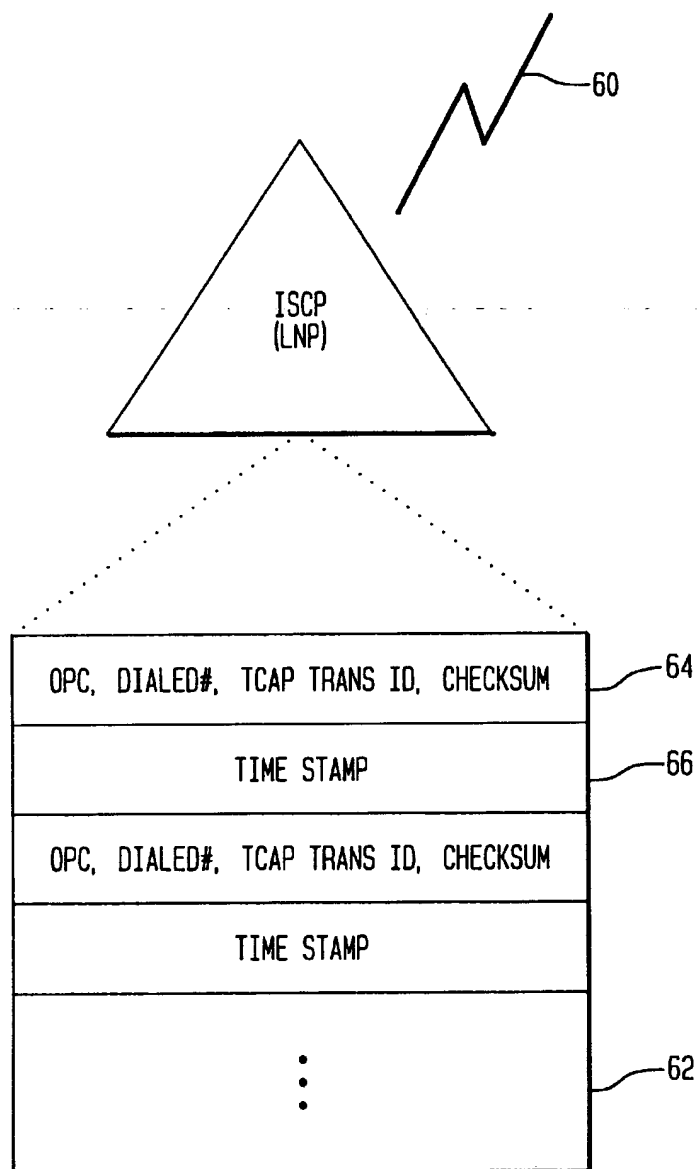 60
ISCP
(LNP)
OPC, DIALED#, TCAP TRANS ID, CHECKSUM
64
TIME STAMP
66
OPC, DIALED#, TCAP TRANS ID, CHECKSUM
TIME STAMP
62